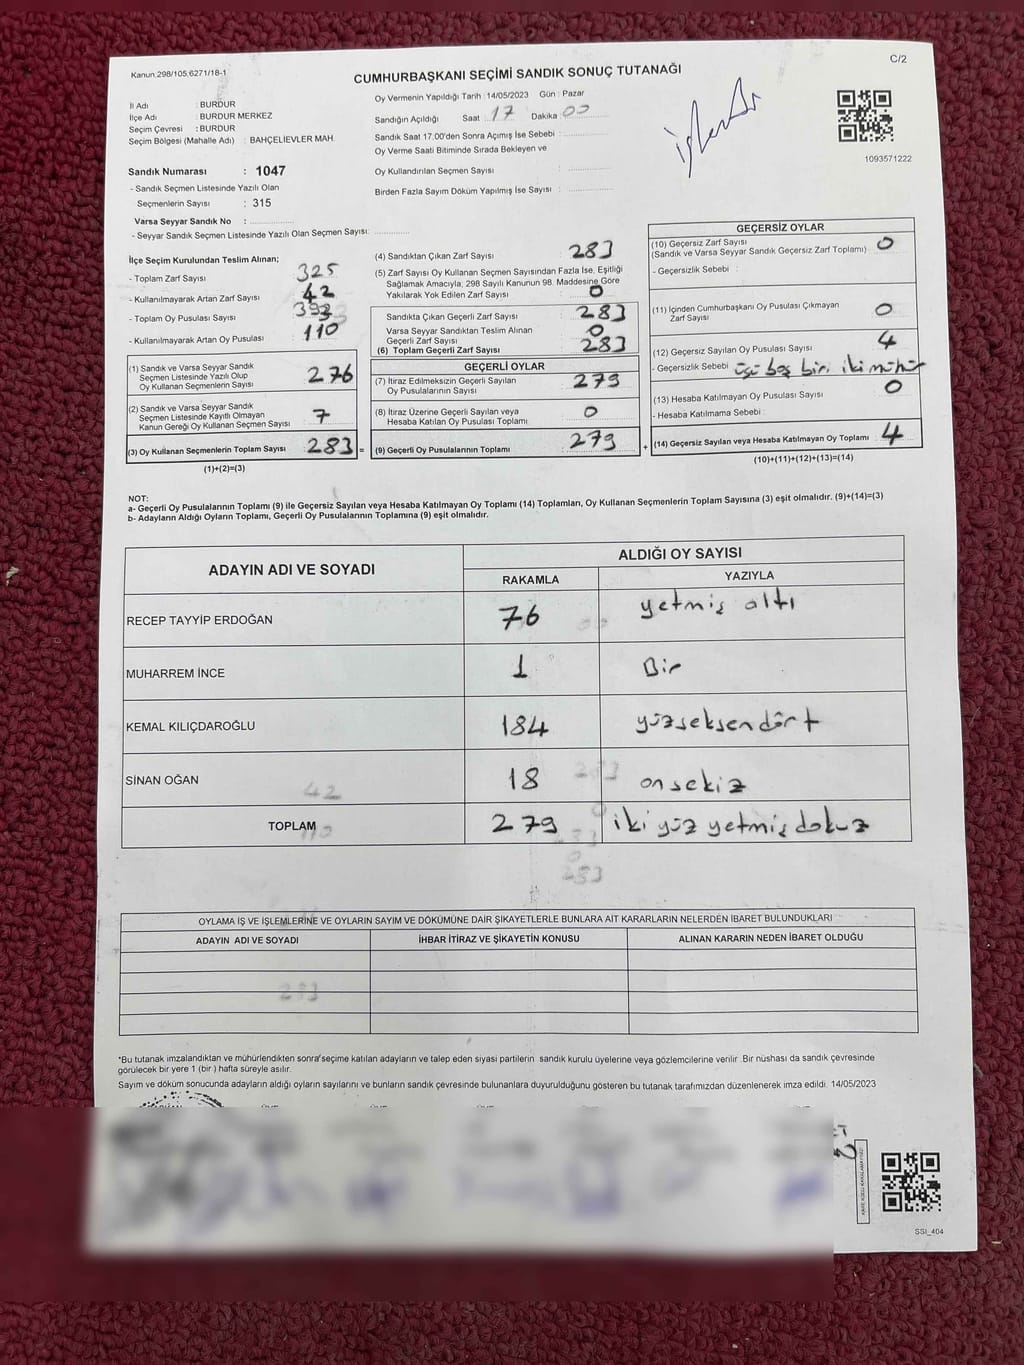 Kanun:298/105,6271/18-1
C/2
CUMHURBAŞKANI SEÇİMİ SANDIK SONUÇ TUTANAĞI
İl Adı : BURDUR
İlçe Adı : BURDUR MERKEZ
Seçim Çevresi : BURDUR
Seçim Bölgesi (Mahalle Adı) : BAHÇELİEVLER MAH.
Oy Vermenin Yapıldığı Tarih :14/05/2023 Gün : Pazar
Sandığın Açıldığı Saat 17 Dakika 00
Sandık Saat 17:00'den Sonra Açımış İse Sebebi :
Oy Verme Saati Bitiminde Sırada Bekleyen ve
Oy Kullandırılan Seçmen Sayısı :
Birden Fazla Sayım Döküm Yapılmış İse Sayısı :
işlendi
1093571222
Sandık Numarası : 1047
- Sandık Seçmen Listesinde Yazılı Olan
Seçmenlerin Sayısı : 315
Varsa Seyyar Sandık No :
- Seyyar Sandık Seçmen Listesinde Yazılı Olan Seçmen Sayısı:
İlçe Seçim Kurulundan Teslim Alınan;
- Toplam Zarf Sayısı 325
- Kullanılmayarak Artan Zarf Sayısı 42
- Toplam Oy Pusulası Sayısı
- Kullanılmayarak Artan Oy Pusulası 110
(1) Sandık ve Varsa Seyyar Sandık
Seçmen Listesinde Yazılı Olup
Oy Kullanan Seçmenlerin Sayısı 276
(2) Sandık ve Varsa Seyyar Sandık
Seçmen Listesinde Kayıtlı Olmayan
Kanun Gereği Oy Kullanan Seçmen Sayısı 7
(3) Oy Kullanan Seçmenlerin Toplam Sayısı 283 =
(1)+(2)=(3)
(4) Sandıktan Çıkan Zarf Sayısı 283
(5) Zarf Sayısı Oy Kullanan Seçmen Sayısından Fazla İse, Eşitliği
Sağlamak Amacıyla; 298 Sayılı Kanunun 98. Maddesine Göre
Yakılarak Yok Edilen Zarf Sayısı 0
Sandıkta Çıkan Geçerli Zarf Sayısı 283
Varsa Seyyar Sandıktan Teslim Alınan
Geçerli Zarf Sayısı 0
(6) Toplam Geçerli Zarf Sayısı 283
GEÇERLİ OYLAR
(7) İtiraz Edilmeksizin Geçerli Sayılan
Oy Pusulalarının Sayısı 279
(8) İtiraz Üzerine Geçerli Sayılan veya
Hesaba Katılan Oy Pusulası Toplamı 0
(9) Geçerli Oy Pusulalarının Toplamı 279 +
GEÇERSİZ OYLAR
(10) Geçersiz Zarf Sayısı 0
(Sandık ve Varsa Seyyar Sandık Geçersiz Zarf Toplamı)
- Geçersizlik Sebebi :
(11) İçinden Cumhurbaşkanı Oy Pusulası Çıkmayan
Zarf Sayısı 0
(12) Geçersiz Sayılan Oy Pusulası Sayısı 4
- Geçersizlik Sebebi üçü boş biri iki mühür
(13) Hesaba Katılmayan Oy Pusulası Sayısı 0
- Hesaba Katılmama Sebebi :
(14) Geçersiz Sayılan veya Hesaba Katılmayan Oy Toplamı 4
(10)+(11)+(12)+(13)=(14)
NOT:
a- Geçerli Oy Pusulalarının Toplamı (9) ile Geçersiz Sayılan veya Hesaba Katılmayan Oy Toplamı (14) Toplamları, Oy Kullanan Seçmenlerin Toplam Sayısına (3) eşit olmalıdır. (9)+(14)=(3)
b- Adayların Aldığı Oyların Toplamı, Geçerli Oy Pusulalarının Toplamına (9) eşit olmalıdır.
ADAYIN ADI VE SOYADI
ALDIĞI OY SAYISI
RAKAMLA YAZIYLA
RECEP TAYYİP ERDOĞAN 76 yetmiş altı
MUHARREM İNCE 1 Bir
KEMAL KILIÇDAROĞLU 184 yüzseksendört
SİNAN OĞAN 18 onsekiz
TOPLAM 279 iki yüz yetmiş dokuz
OYLAMA İŞ VE İŞLEMLERİNE VE OYLARIN SAYIM VE DÖKÜMÜNE DAİR ŞİKAYETLERLE BUNLARA AİT KARARLARIN NELERDEN İBARET BULUNDUKLARI
ADAYIN ADI VE SOYADI İHBAR İTİRAZ VE ŞİKAYETİN KONUSU ALINAN KARARIN NEDEN İBARET OLDUĞU
*Bu tutanak imzalandıktan ve mühürlendikten sonra seçime katılan adayların ve talep eden siyasi partilerin sandık kurulu üyelerine veya gözlemcilerine verilir. Bir nüshası da sandık çevresinde
görülecek bir yere 1 (bir) hafta süreyle asılır.
Sayım ve döküm sonucunda adayların aldığı oyların sayılarını ve bunların sandık çevresinde bulunanlara duyurulduğunu gösteren bu tutanak tarafımızdan düzenlenerek imza edildi. 14/05/2023
SSI_404